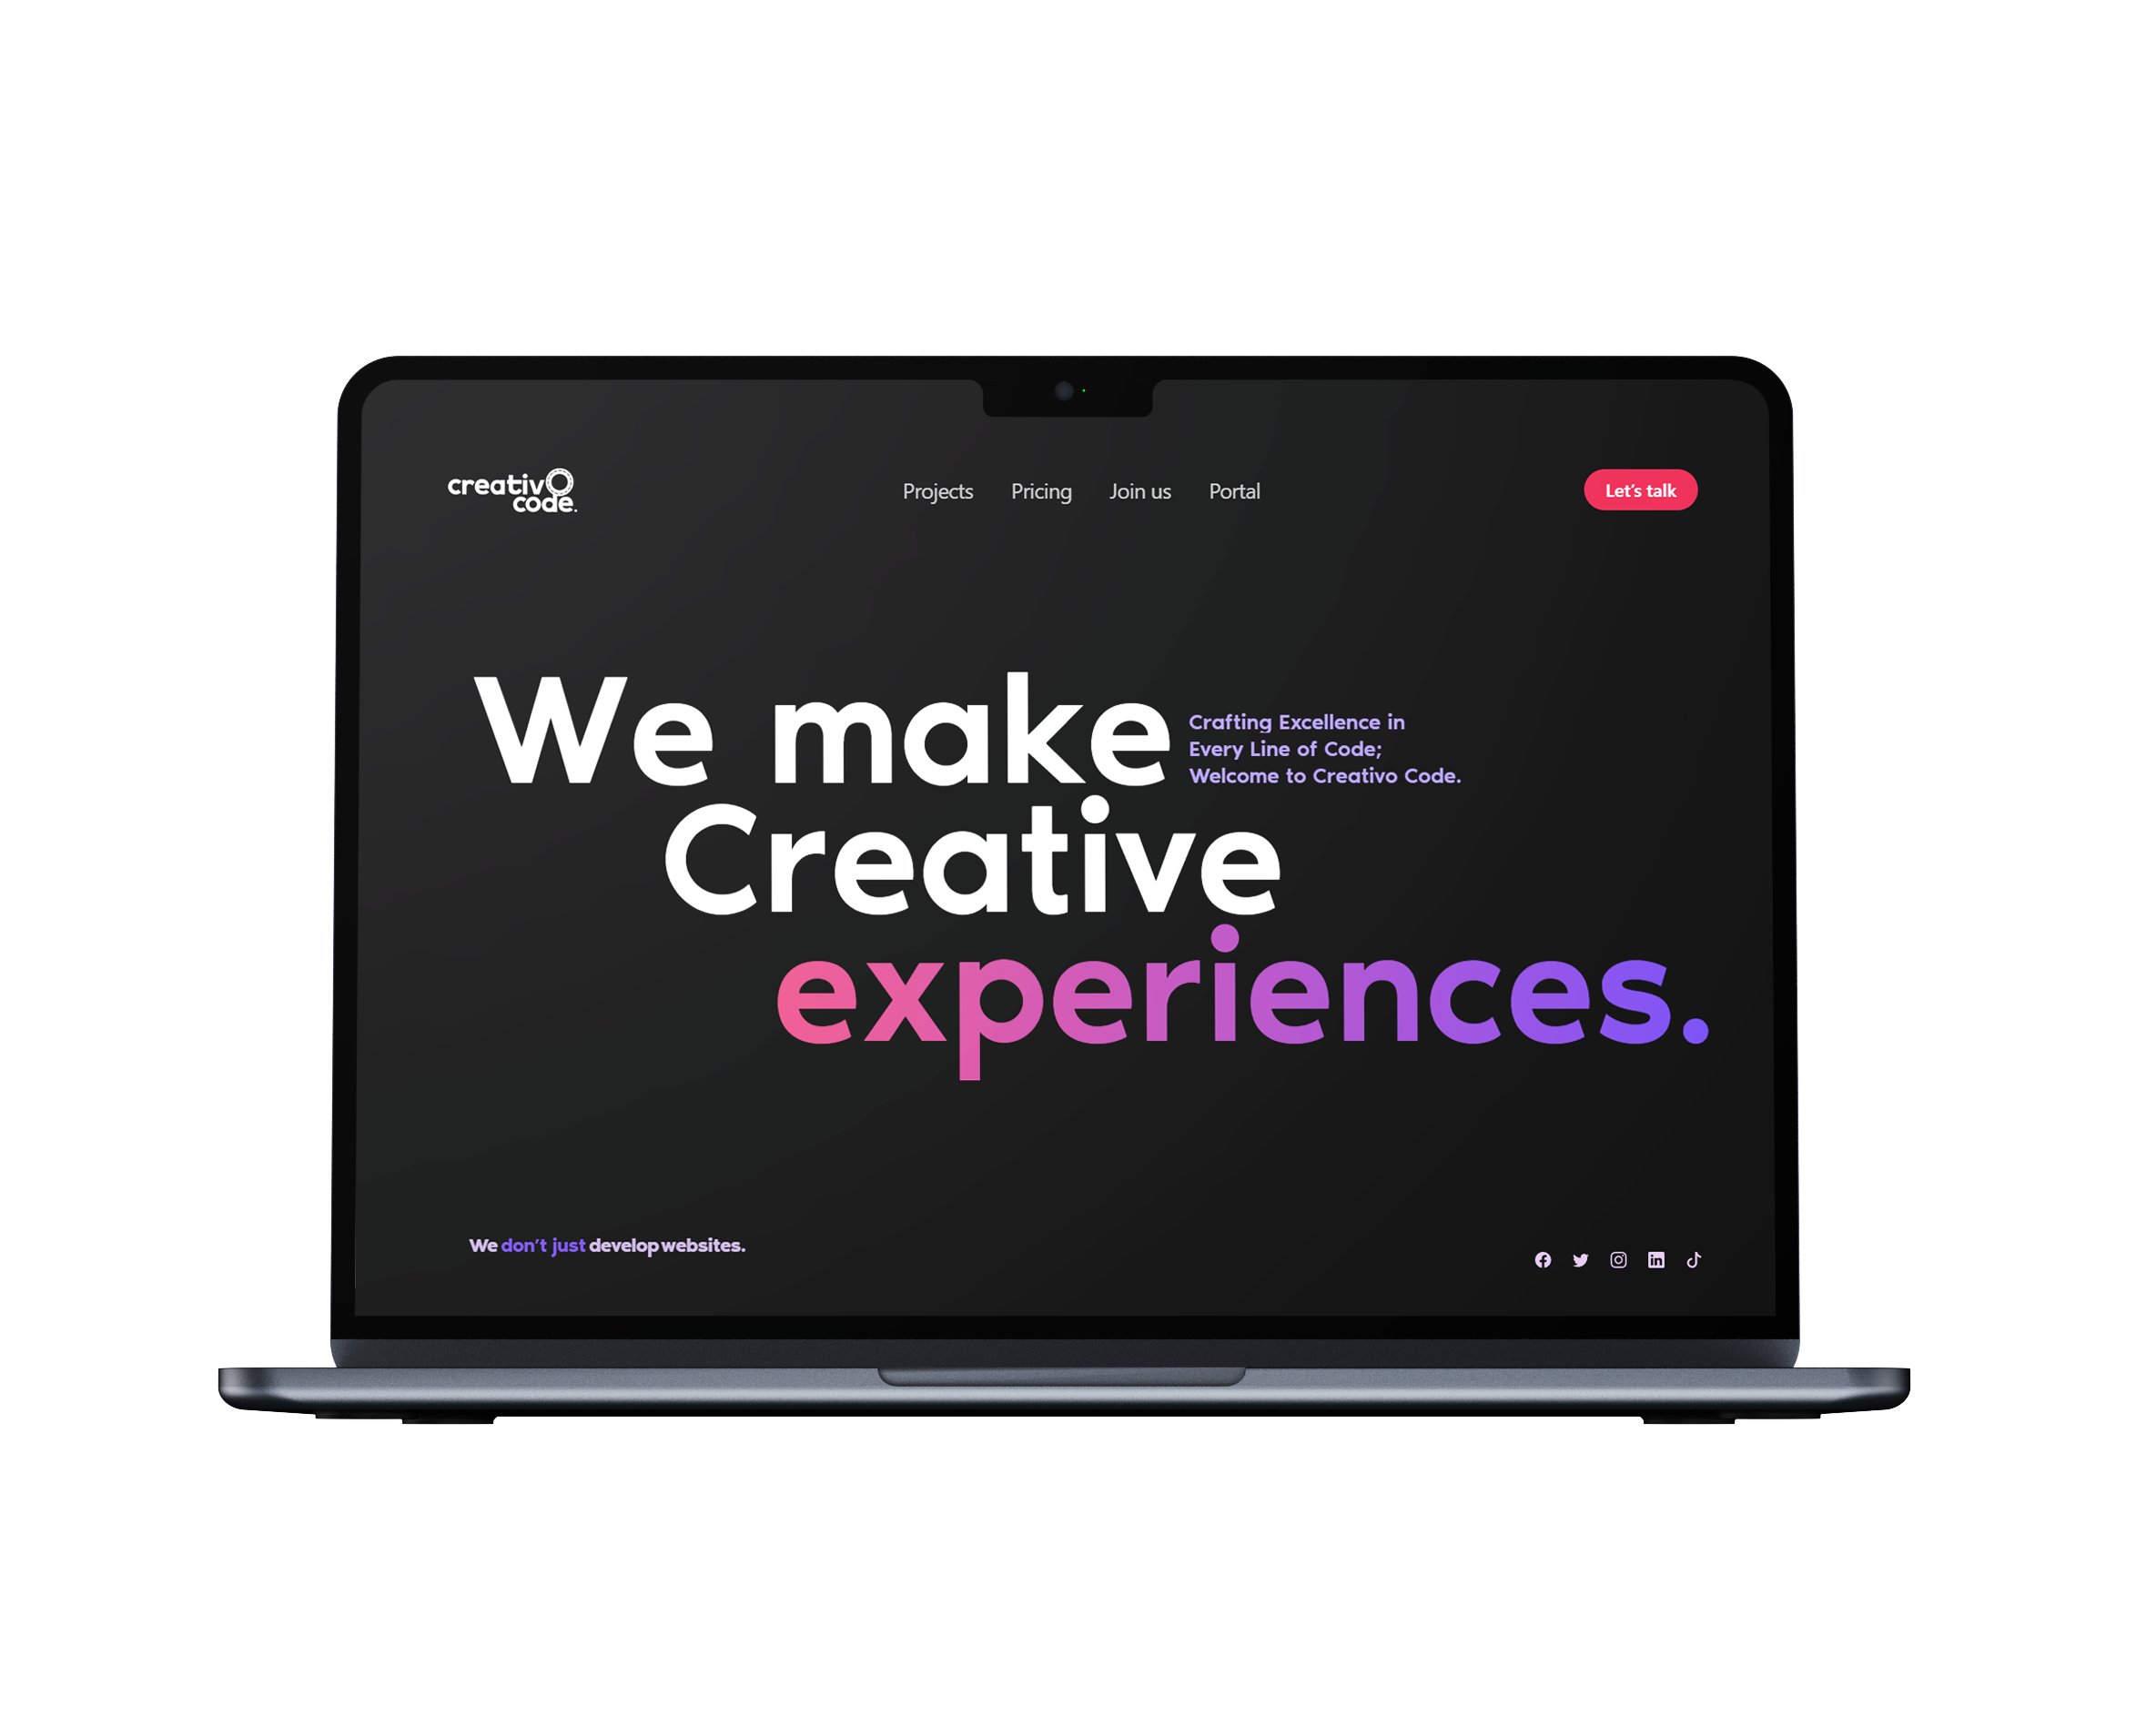 creativo
code.
Projects Pricing Join us Portal
Let's talk
We make
Crafting Excellence in
Every Line of Code;
Welcome to Creativo Code.
Creative
experiences.
We don't just develop websites.